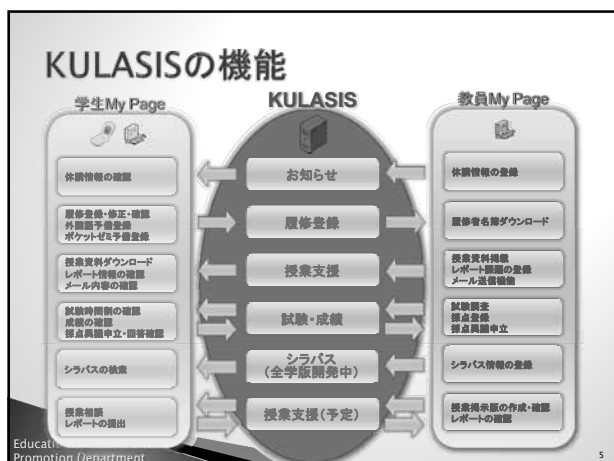 KULASISの機能
学生My Page
KULASIS
教員My Page
休講情報の確認
お知らせ
休講情報の登録
履修登録・修正・確認
外国語予備登録
ポケットゼミ予備登録
履修登録
履修者名簿ダウンロード
授業資料ダウンロード
レポート情報の確認
メール内容の確認
授業支援
授業資料掲載
レポート課題の登録
メール送信機能
試験時間割の確認
成績の確認
採点異議申立・回答確認
試験・成績
試験調査
採点登録
採点異議申立
シラバスの検索
シラバス
(全学版開発中)
シラバス情報の登録
授業相談
レポートの提出
授業支援(予定)
授業掲示版の作成・確認
レポートの確認
Promotion Department
5